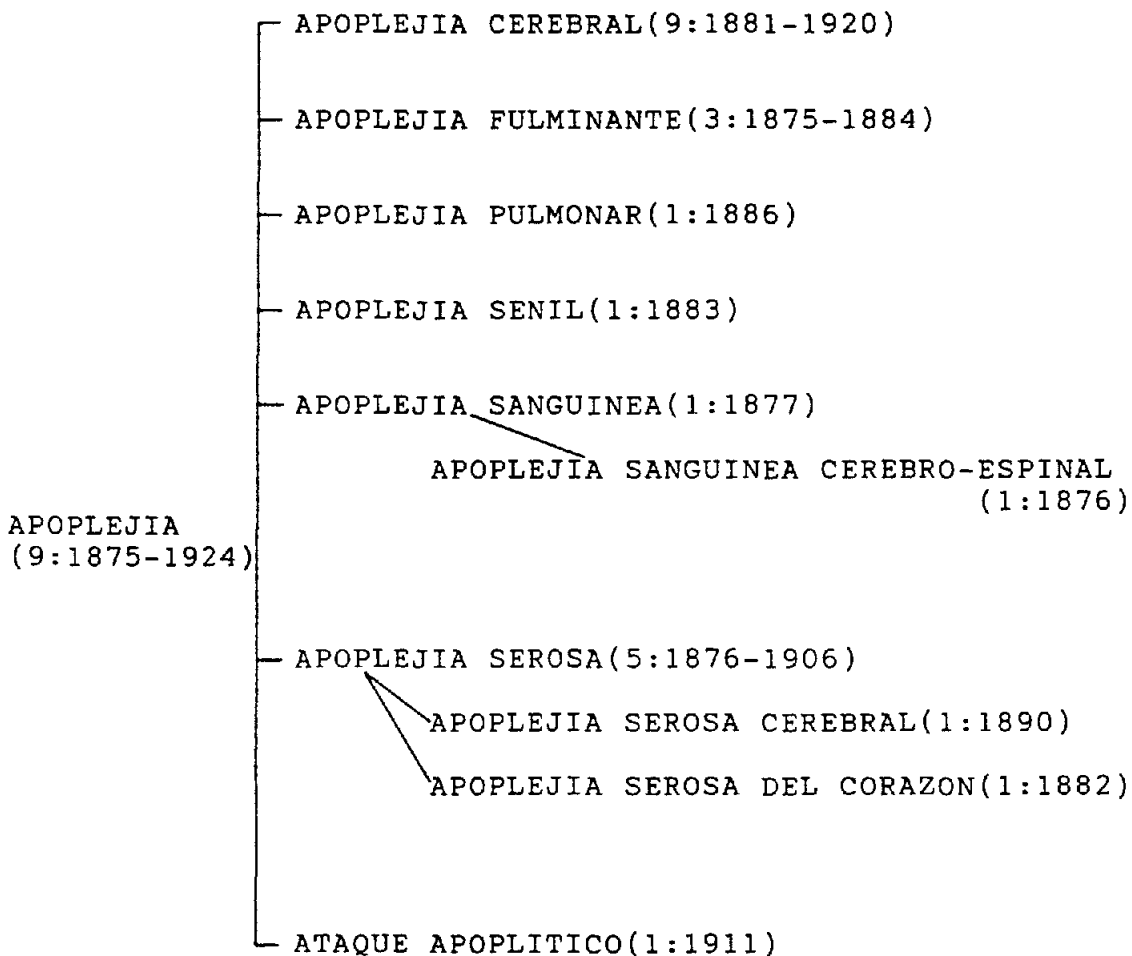 APOPLEJIA CEREBRAL(9:1881-1920)
APOPLEJIA FULMINANTE(3:1875-1884)
APOPLEJIA PULMONAR(1:1886)
APOPLEJIA SENIL(1:1883)
APOPLEJIA SANGUINEA(1:1877)
APOPLEJIA SANGUINEA CEREBRO-ESPINAL
(1:1876)
APOPLEJIA
(9:1875-1924)
APOPLEJIA SEROSA(5:1876-1906)
APOPLEJIA SEROSA CEREBRAL(1:1890)
APOPLEJIA SEROSA DEL CORAZON(1:1882)
ATAQUE APOPLITICO(1:1911)